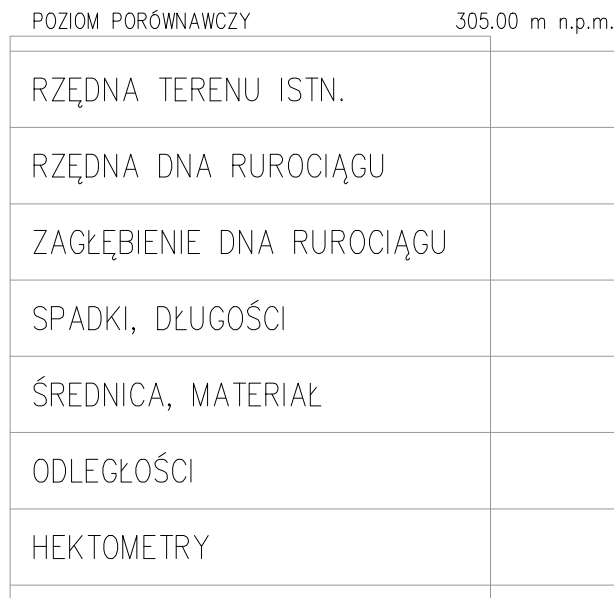 POZIOM PORÓWNAWCZY 305.00 m n.p.m.
RZĘDNA TERENU ISTN.
RZĘDNA DNA RUROCIĄGU
ZAGŁĘBIENIE DNA RUROCIĄGU
SPADKI, DŁUGOŚCI
ŚREDNICA, MATERIAŁ
ODLEGŁOŚCI
HEKTOMETRY